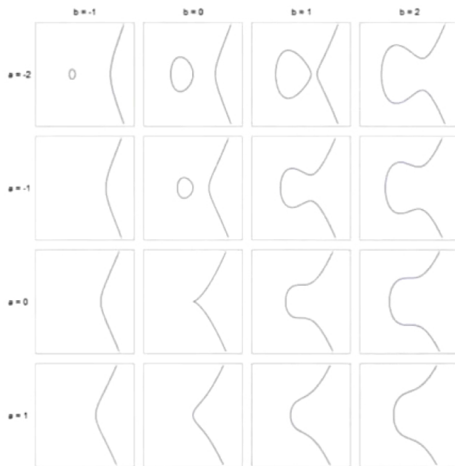 b = -1 b = 0 b = 1 b = 2
a = -2
a = -1
a = 0
a = 1